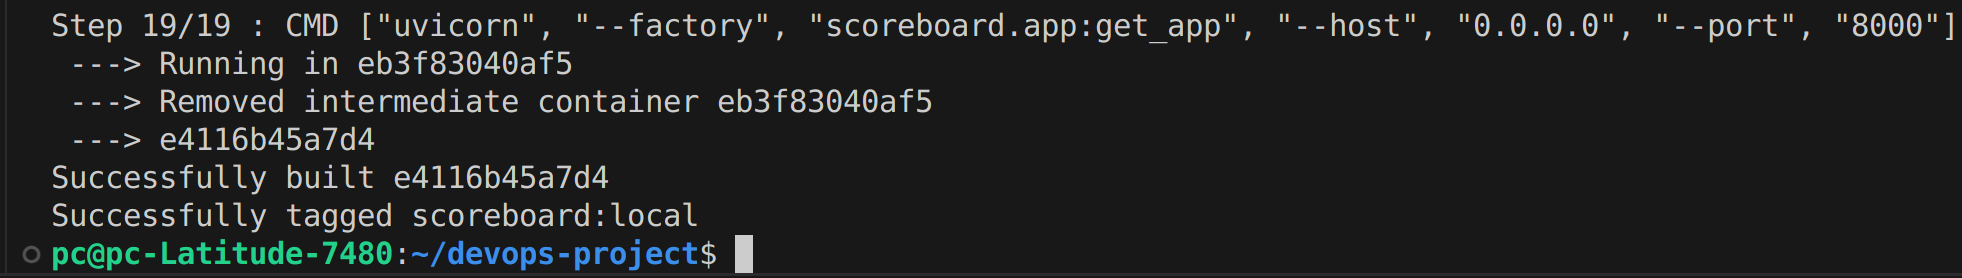 Step 19/19 : CMD ["uvicorn", "--factory", "scoreboard.app:get_app", "--host", "0.0.0.0", "--port", "8000"]
---> Running in eb3f83040af5
---> Removed intermediate container eb3f83040af5
---> e4116b45a7d4
Successfully built e4116b45a7d4
Successfully tagged scoreboard:local
pc@pc-Latitude-7480:~/devops-project$